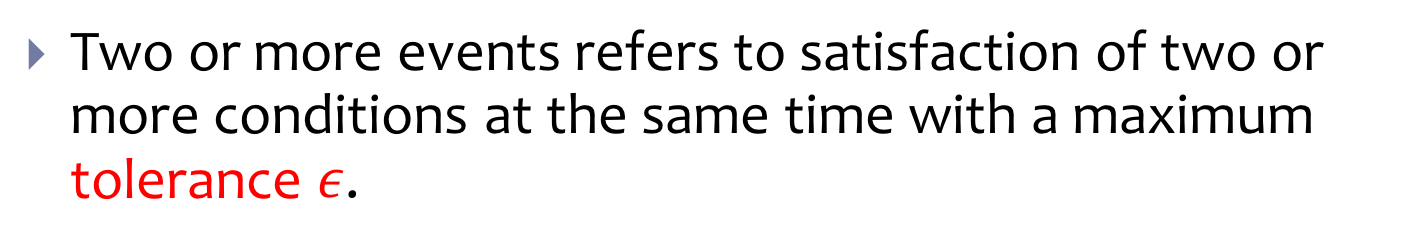 Two or more events refers to satisfaction of two or
more conditions at the same time with a maximum
tolerance ϵ.